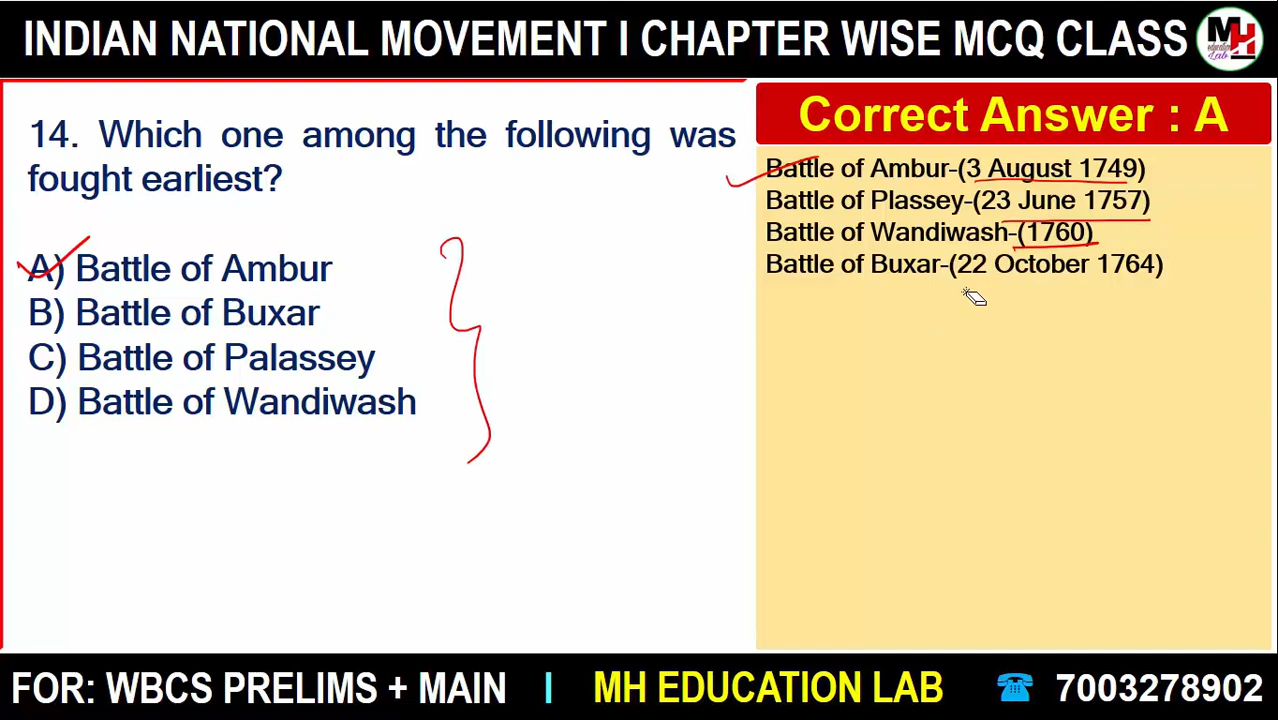 INDIAN NATIONAL MOVEMENT I CHAPTER WISE MCQ CLASS
MH
education
Lab
14. Which one among the following was
fought earliest?
A) Battle of Ambur
B) Battle of Buxar
C) Battle of Palassey
D) Battle of Wandiwash
Correct Answer : A
Battle of Ambur-(3 August 1749)
Battle of Plassey-(23 June 1757)
Battle of Wandiwash-(1760)
Battle of Buxar-(22 October 1764)
FOR: WBCS PRELIMS + MAIN I MH EDUCATION LAB ☎ 7003278902